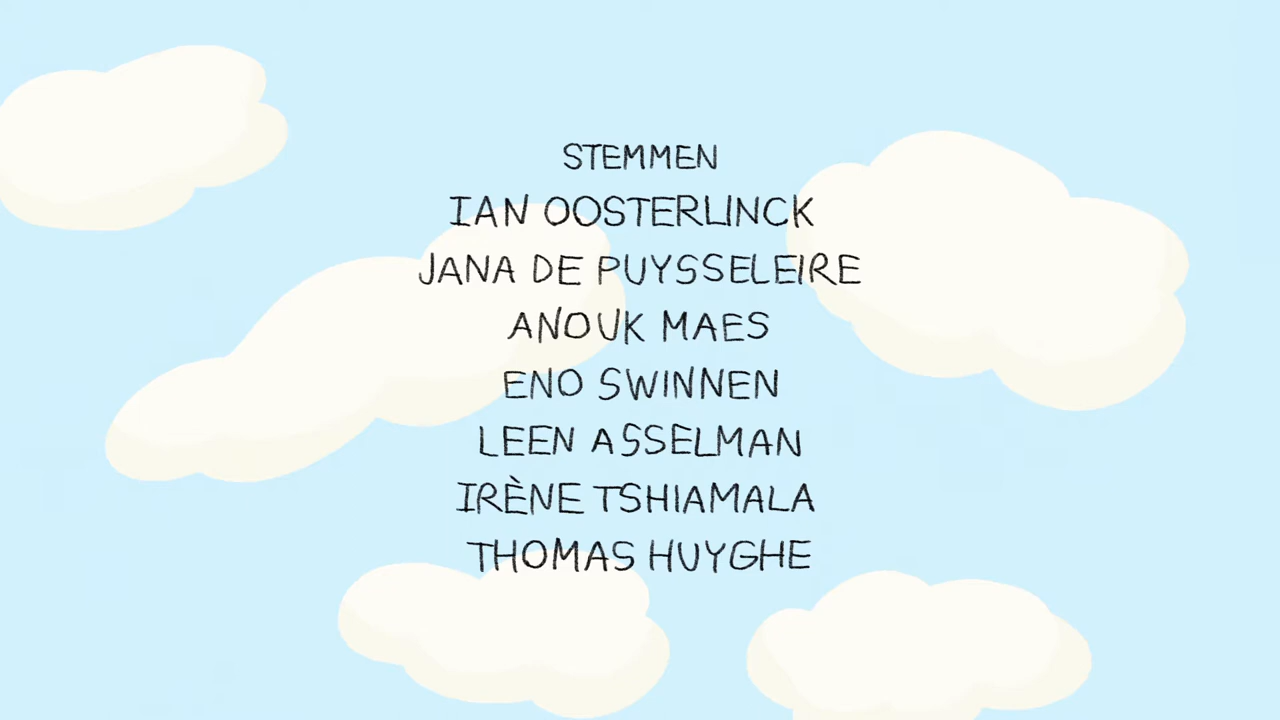 STEMMEN
IAN OOSTERLINCK
JANA DE PUYSSELEIRE
ANOUK MAES
ENO SWINNEN
LEEN ASSELMAN
IRÈNE TSHIAMALA
THOMAS HUYGHE